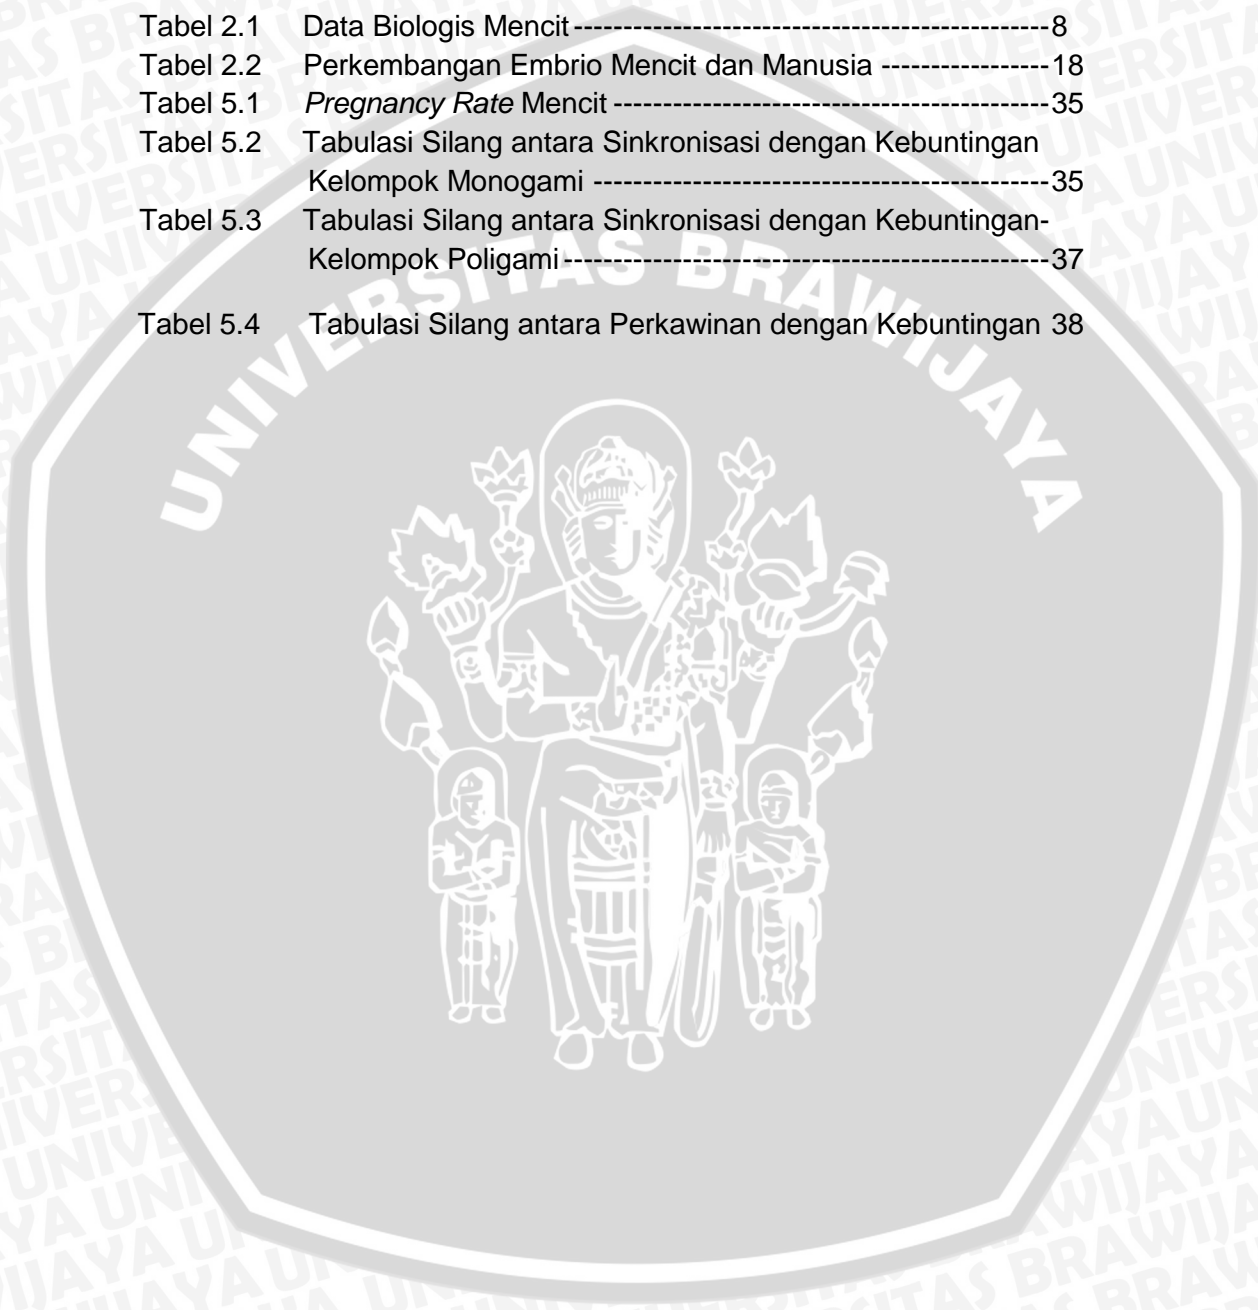 Tabel 2.1 Data Biologis Mencit------------------------------------------------8
Tabel 2.2 Perkembangan Embrio Mencit dan Manusia -----------------18
Tabel 5.1 Pregnancy Rate Mencit --------------------------------------------35
Tabel 5.2 Tabulasi Silang antara Sinkronisasi dengan Kebuntingan
Kelompok Monogami ----------------------------------------------35
Tabel 5.3 Tabulasi Silang antara Sinkronisasi dengan Kebuntingan-
Kelompok Poligami-------------------------------------------------37
Tabel 5.4 Tabulasi Silang antara Perkawinan dengan Kebuntingan 38
UNIVERSITAS BRAWIJAYA